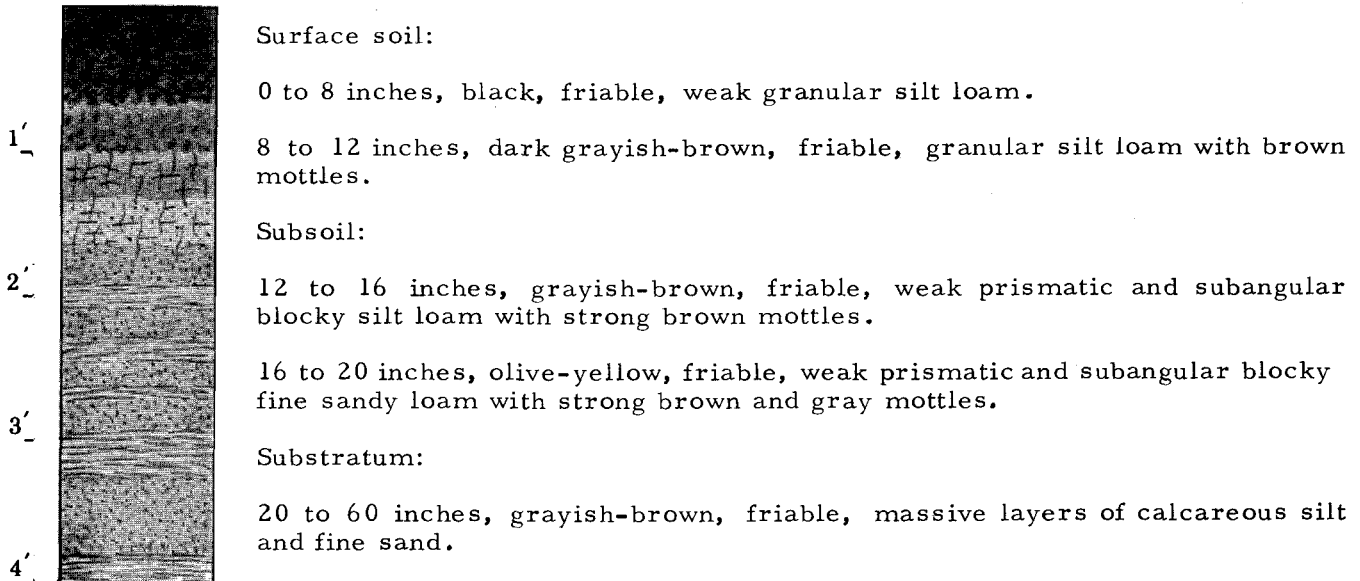 Surface soil:
0 to 8 inches, black, friable, weak granular silt loam.
1'
8 to 12 inches, dark grayish-brown, friable, granular silt loam with brown
mottles.
Subsoil:
2'
12 to 16 inches, grayish-brown, friable, weak prismatic and subangular
blocky silt loam with strong brown mottles.
16 to 20 inches, olive-yellow, friable, weak prismatic and subangular blocky
fine sandy loam with strong brown and gray mottles.
3'
Substratum:
20 to 60 inches, grayish-brown, friable, massive layers of calcareous silt
and fine sand.
4'